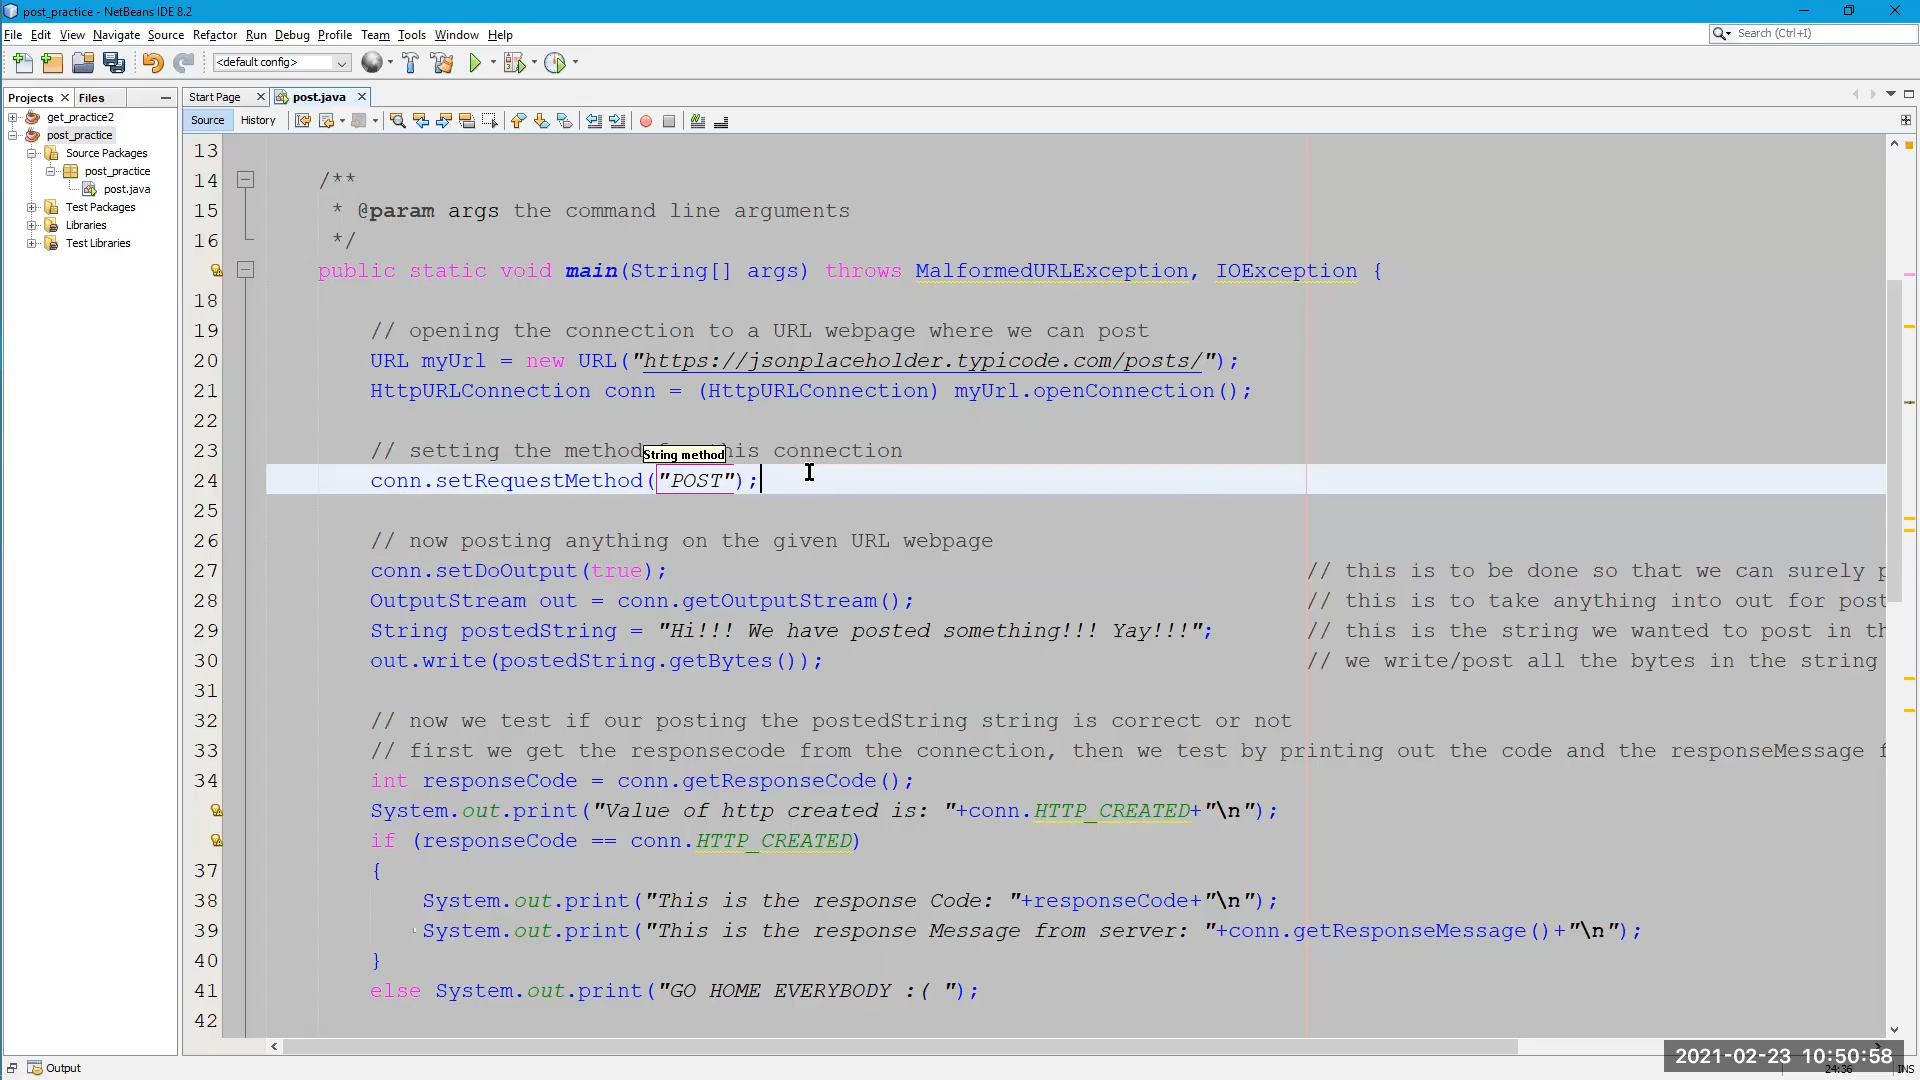 post_practice - NetBeans IDE 8.2
File Edit View Navigate Source Refactor Run Debug Profile Team Tools Window Help
Search (Ctrl+I)
<default config>
Projects Files
Start Page post.java
Source History
get_practice2
post_practice
Source Packages
post_practice
post.java
Test Packages
Libraries
Test Libraries
13
14 /**
15 * @param args the command line arguments
16 */
public static void main(String[] args) throws MalformedURLException, IOException {
18
19 // opening the connection to a URL webpage where we can post
20 URL myUrl = new URL("https://jsonplaceholder.typicode.com/posts/");
21 HttpURLConnection conn = (HttpURLConnection) myUrl.openConnection();
22
23 // setting the method this connection
String method
24 conn.setRequestMethod("POST");
25
26 // now posting anything on the given URL webpage
27 conn.setDoOutput(true); // this is to be done so that we can surely p
28 OutputStream out = conn.getOutputStream(); // this is to take anything into out for post
29 String postedString = "Hi!!! We have posted something!!! Yay!!!"; // this is the string we wanted to post in th
30 out.write(postedString.getBytes()); // we write/post all the bytes in the string
31
32 // now we test if our posting the postedString string is correct or not
33 // first we get the responsecode from the connection, then we test by printing out the code and the responseMessage f
34 int responseCode = conn.getResponseCode();
System.out.print("Value of http created is: "+conn.HTTP_CREATED+"\n");
if (responseCode == conn.HTTP_CREATED)
37 {
38 System.out.print("This is the response Code: "+responseCode+"\n");
39 System.out.print("This is the response Message from server: "+conn.getResponseMessage()+"\n");
40 }
41 else System.out.print("GO HOME EVERYBODY :( ");
42
Output
2021-02-23 10:50:58
24:36 INS